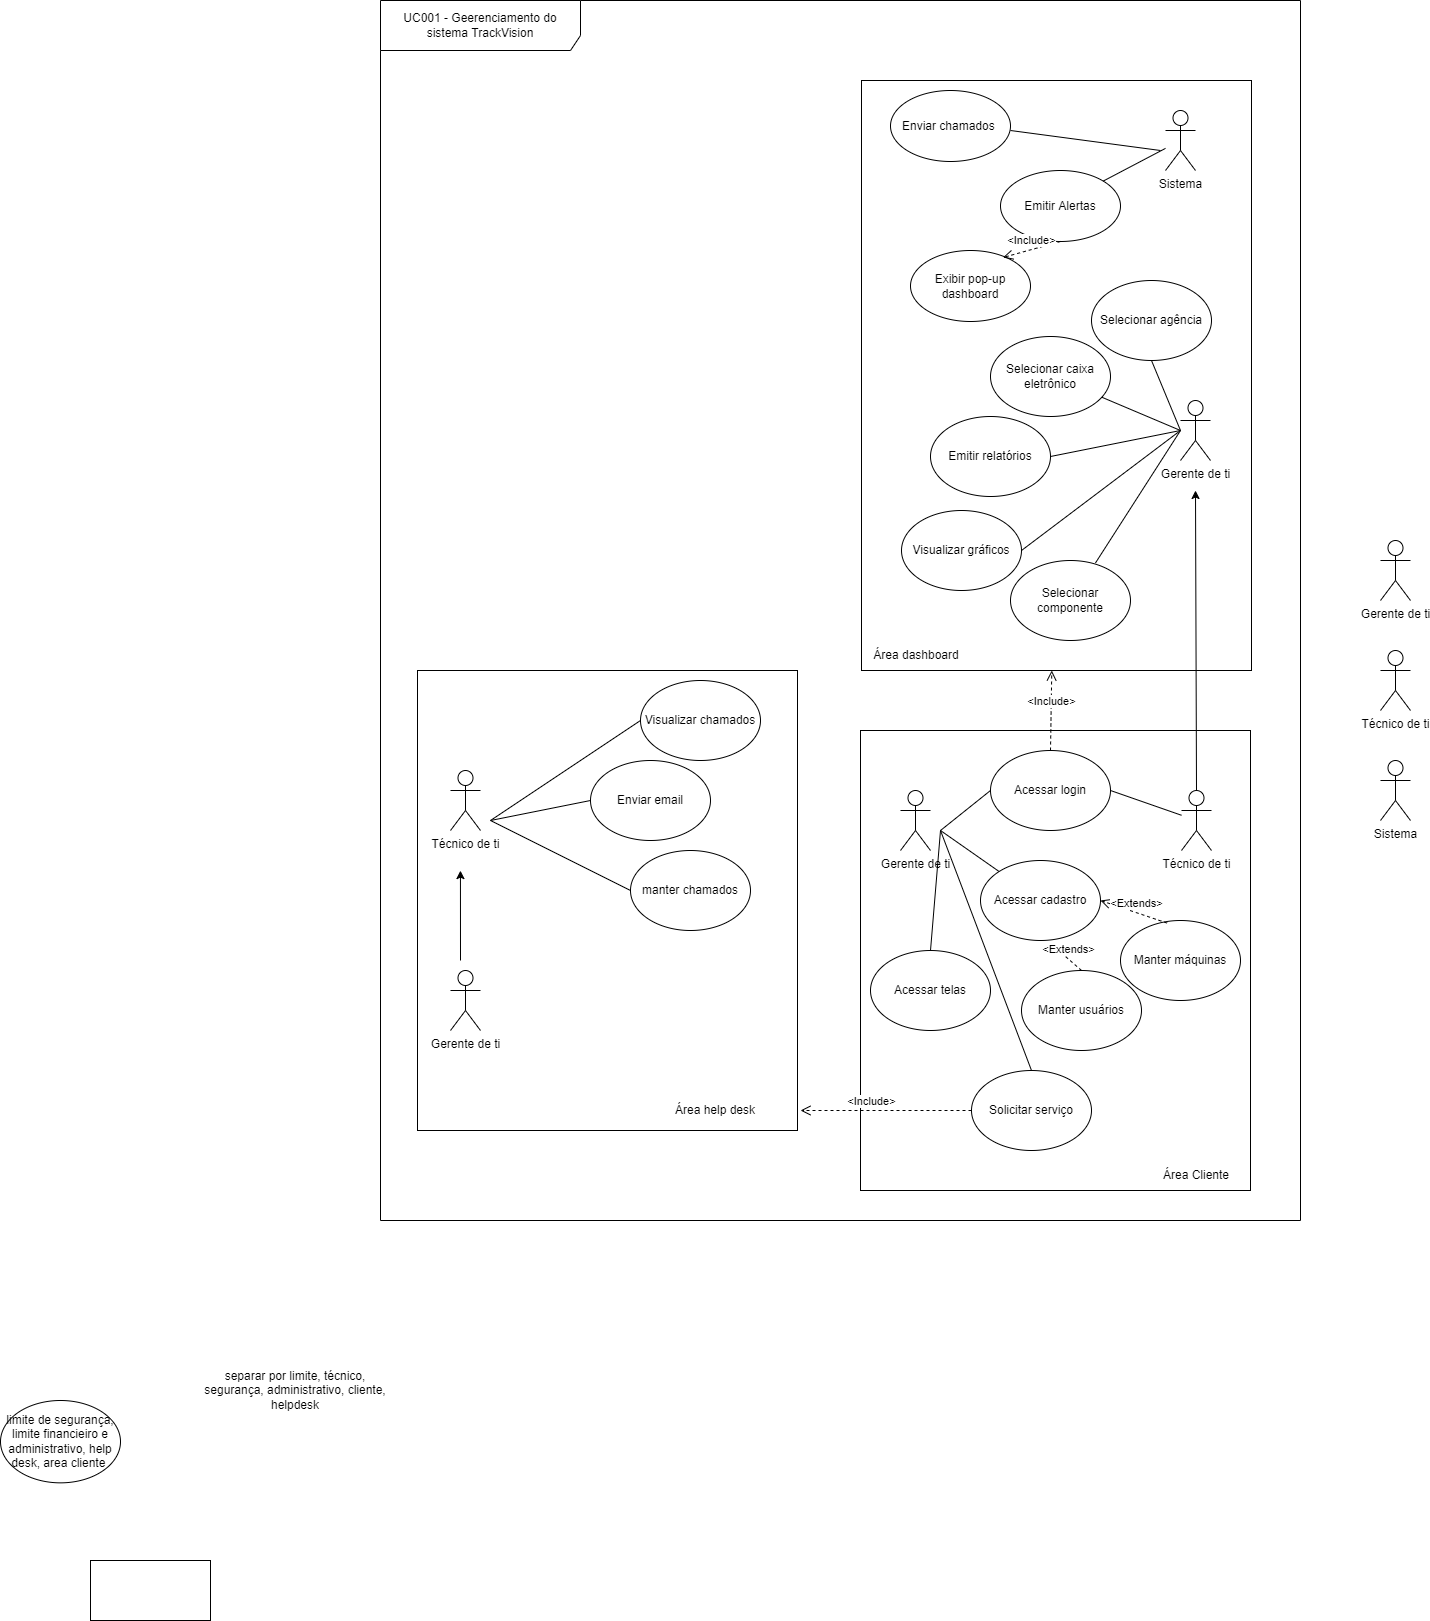 UC001 - Geerenciamento do
sistema TrackVision
Enviar chamados
Sistema
Emitir Alertas
<Include>
Exibir pop-up
dashboard
Selecionar agência
Selecionar caixa
eletrônico
Emitir relatórios
Gerente de ti
Visualizar gráficos
Selecionar
componente
Área dashboard
<Include>
Visualizar chamados
Enviar email
Técnico de ti
manter chamados
Gerente de ti
Área help desk
Acessar login
Gerente de ti
Técnico de ti
Acessar cadastro
<Extends>
<Extends>
Manter máquinas
Acessar telas
Manter usuários
<Include>
Solicitar serviço
Área Cliente
Gerente de ti
Técnico de ti
Sistema
separar por limite, técnico,
segurança, administrativo, cliente,
helpdesk
limite de segurança,
limite financieiro e
administrativo, help
desk, area cliente